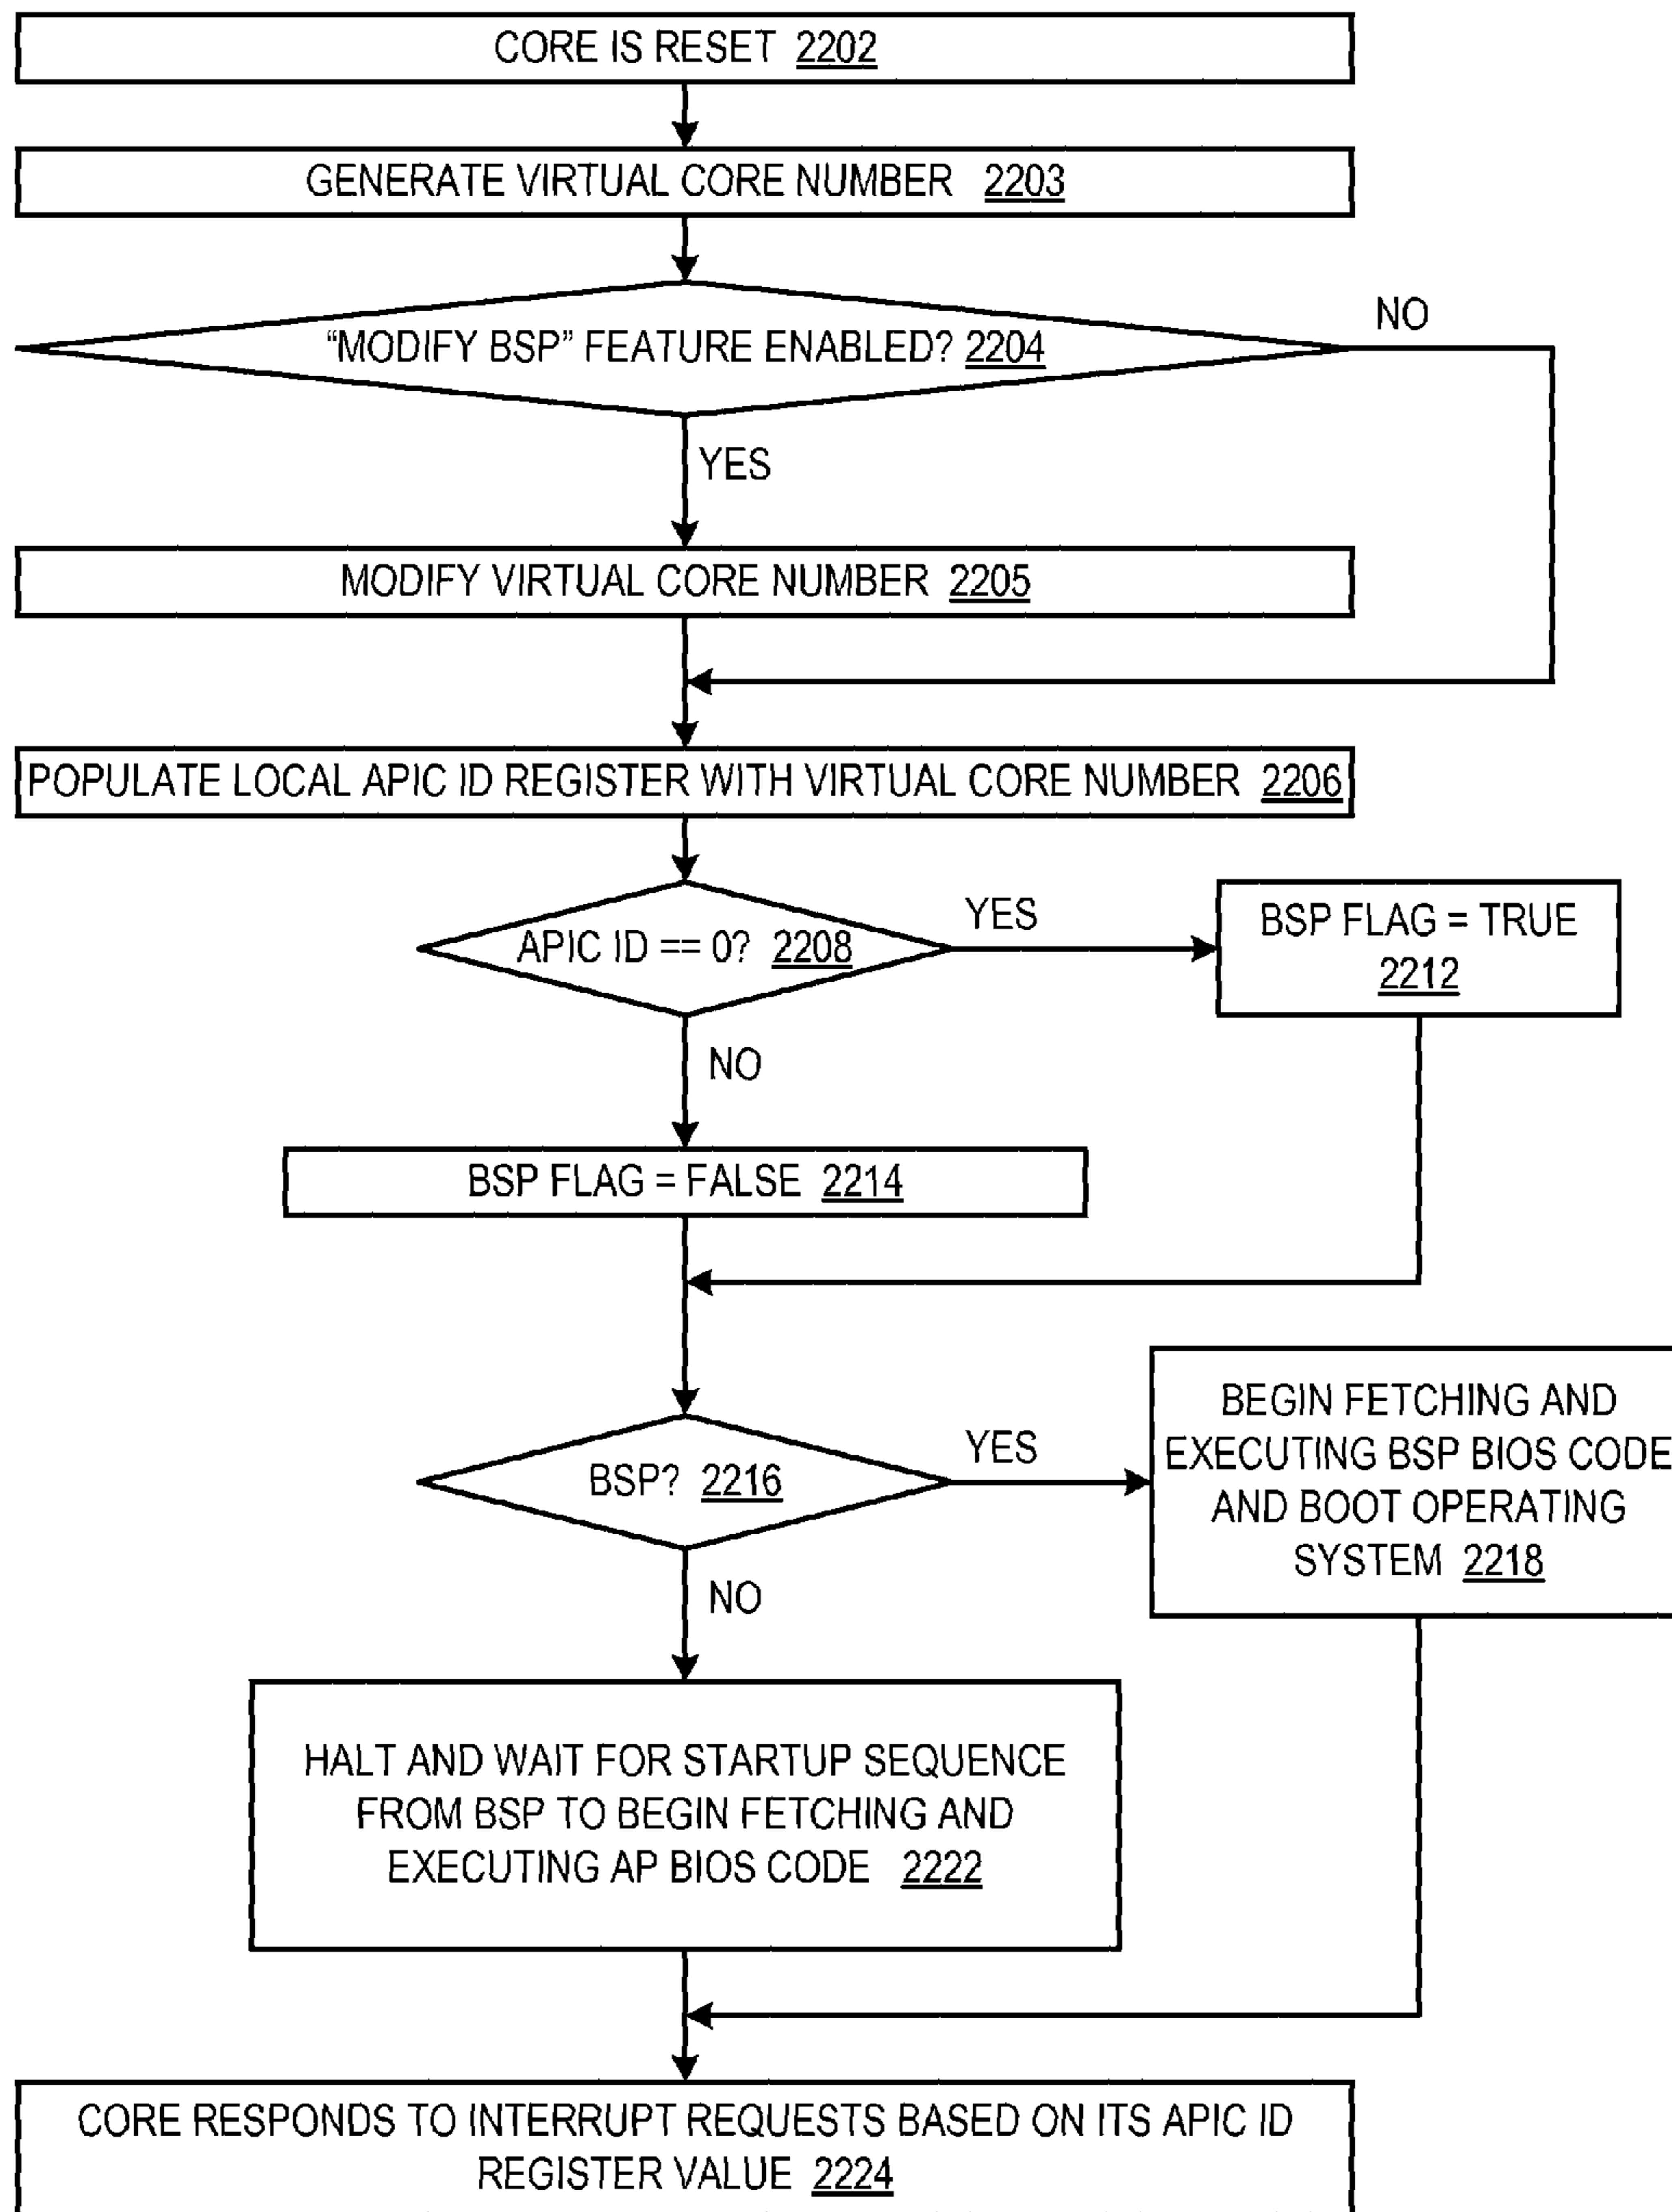 CORE IS RESET 2202
GENERATE VIRTUAL CORE NUMBER 2203
“MODIFY BSP” FEATURE ENABLED? 2204
NO
YES
MODIFY VIRTUAL CORE NUMBER 2205
POPULATE LOCAL APIC ID REGISTER WITH VIRTUAL CORE NUMBER 2206
APIC ID == 0? 2208
YES
BSP FLAG = TRUE
2212
NO
BSP FLAG = FALSE 2214
BSP? 2216
YES
BEGIN FETCHING AND
EXECUTING BSP BIOS CODE
AND BOOT OPERATING
SYSTEM 2218
NO
HALT AND WAIT FOR STARTUP SEQUENCE
FROM BSP TO BEGIN FETCHING AND
EXECUTING AP BIOS CODE 2222
CORE RESPONDS TO INTERRUPT REQUESTS BASED ON ITS APIC ID
REGISTER VALUE 2224